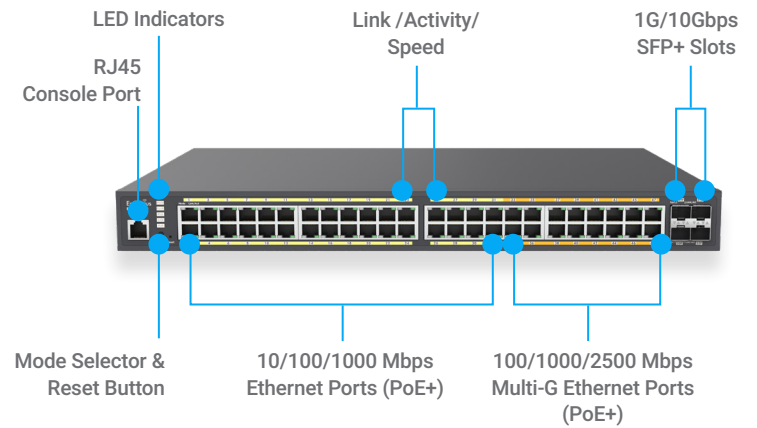 LED Indicators
RJ45
Console Port
Link /Activity/
Speed
1G/10Gbps
SFP+ Slots
Mode Selector &
Reset Button
10/100/1000 Mbps
Ethernet Ports (PoE+)
100/1000/2500 Mbps
Multi-G Ethernet Ports
(PoE+)